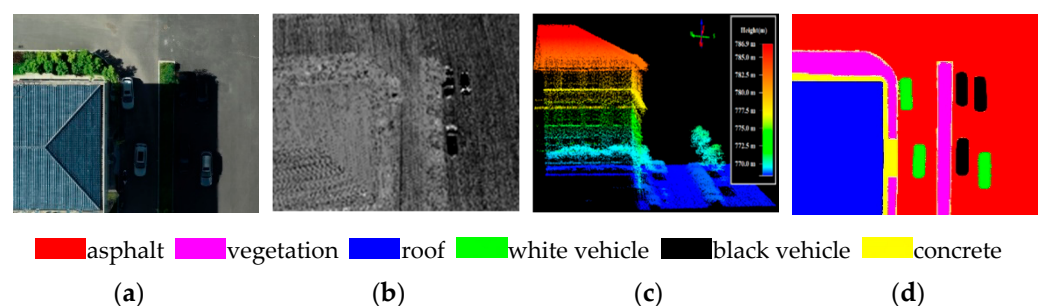 Height(m)
786.9 m
785.0 m
782.5 m
780.0 m
777.5 m
775.0 m
772.5 m
770.0 m
asphalt vegetation roof white vehicle black vehicle concrete
(a) (b) (c) (d)